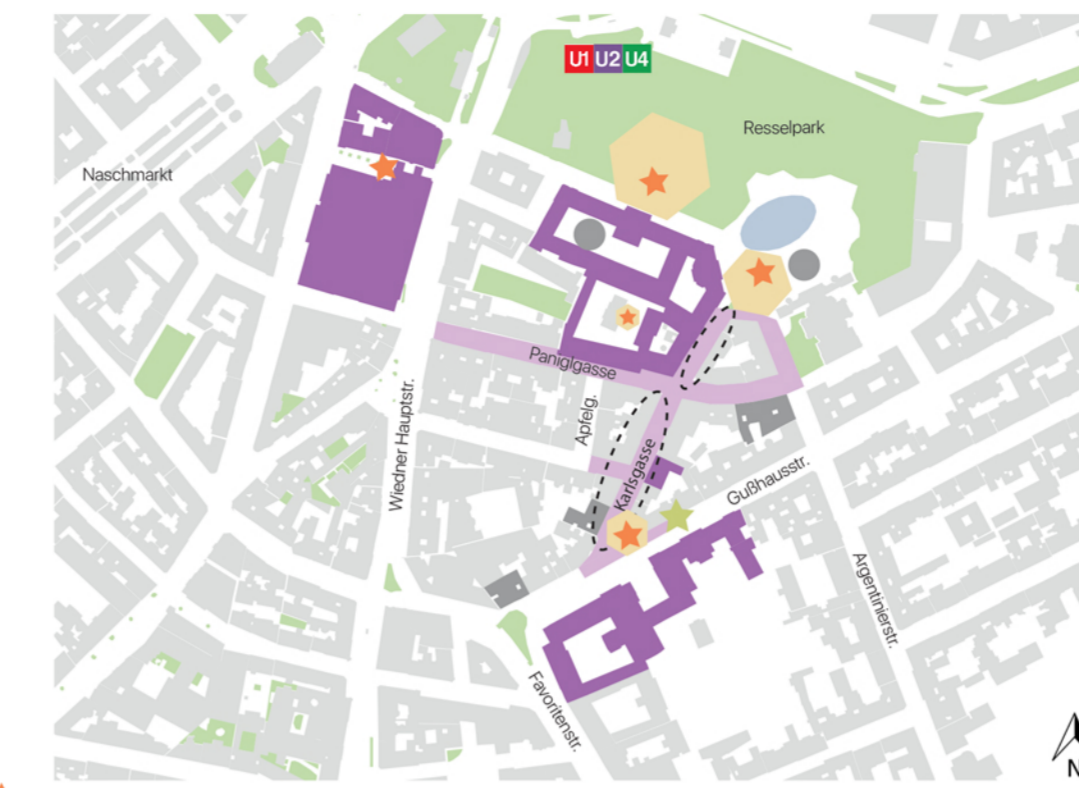 U1 U2 U4
Resselpark
Naschmarkt
Paniglgasse
Wiedner Hauptstr.
Apfelg.
Karlsgasse
Gußhausstr.
Argentinierstr.
Favoritenstr.
N